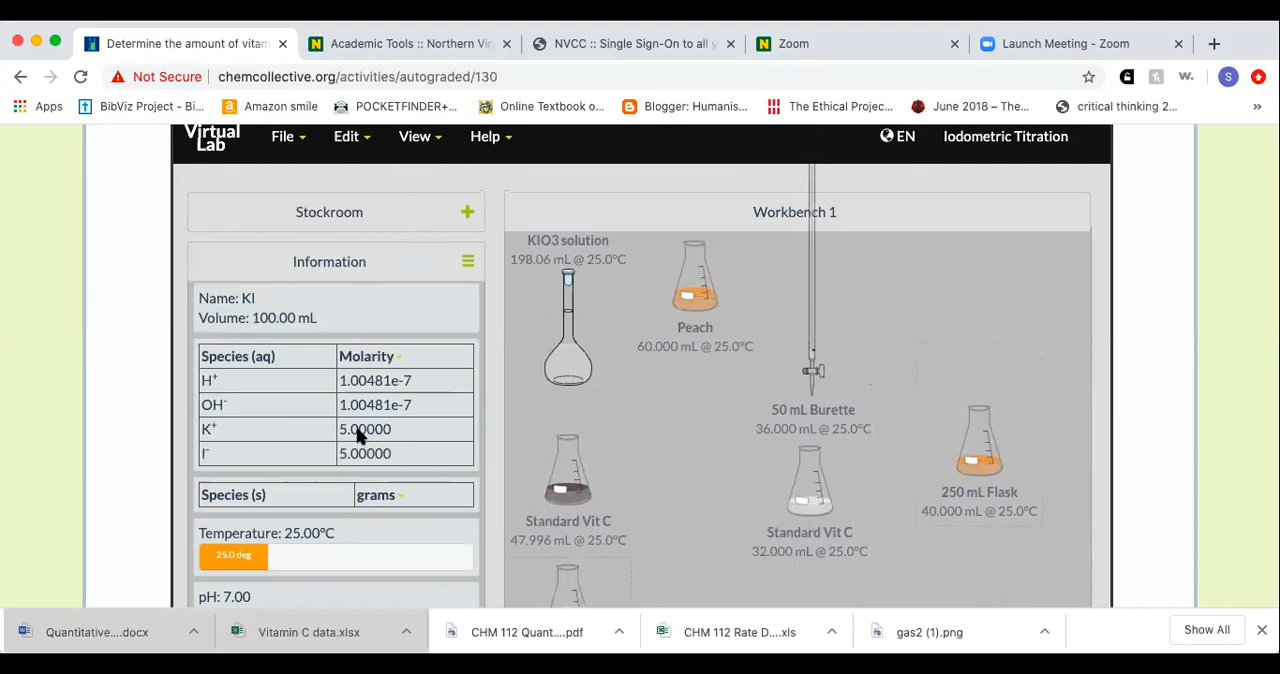 Determine the amount of vitam
Academic Tools :: Northern Vir
NVCC :: Single Sign-On to all y
Zoom
Launch Meeting - Zoom
Not Secure
chemcollective.org/activities/autograded/130
S
Apps
BibViz Project - Bi...
Amazon smile
POCKETFINDER+...
Online Textbook o...
Blogger: Humanis...
The Ethical Projec...
June 2018 – The...
critical thinking 2...
»
Virtual
Lab
File
Edit
View
Help
EN
Iodometric Titration
Stockroom
Workbench 1
Information
Name: KI
Volume: 100.00 mL
Species (aq) Molarity
H+ 1.00481e-7
OH- 1.00481e-7
K+ 5.00000
I- 5.00000
Species (s) grams
Temperature: 25.00°C
25.0 deg
pH: 7.00
KIO3 solution
198.06 mL @ 25.0°C
Peach
60.000 mL @ 25.0°C
50 mL Burette
36.000 mL @ 25.0°C
250 mL Flask
40.000 mL @ 25.0°C
Standard Vit C
47.996 mL @ 25.0°C
Standard Vit C
32.000 mL @ 25.0°C
Quantitative....docx
Vitamin C data.xlsx
CHM 112 Quant....pdf
CHM 112 Rate D....xls
gas2 (1).png
Show All